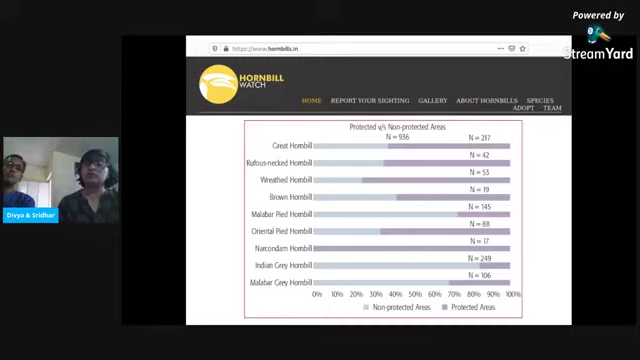 Powered by
StreamYard
https://www.hornbills.in
HORNBILL
WATCH
HOME REPORT YOUR SIGHTING GALLERY ABOUT HORNBILLS SPECIES
ADOPT TEAM
Protected v/s Non-protected Areas
N = 936
Great Hornbill N = 217
Rufous-necked Hornbill N = 42
Wreathed Hornbill N = 53
Brown Hornbill N = 19
Malabar Pied Hornbill N = 145
Oriental Pied Hornbill N = 88
Narcondam Hornbill N = 17
Indian Grey Hornbill N = 249
Malabar Grey Hornbill N = 106
0% 10% 20% 30% 40% 50% 60% 70% 80% 90% 100%
Non-protected Areas Protected Areas
Divya & Sridhar